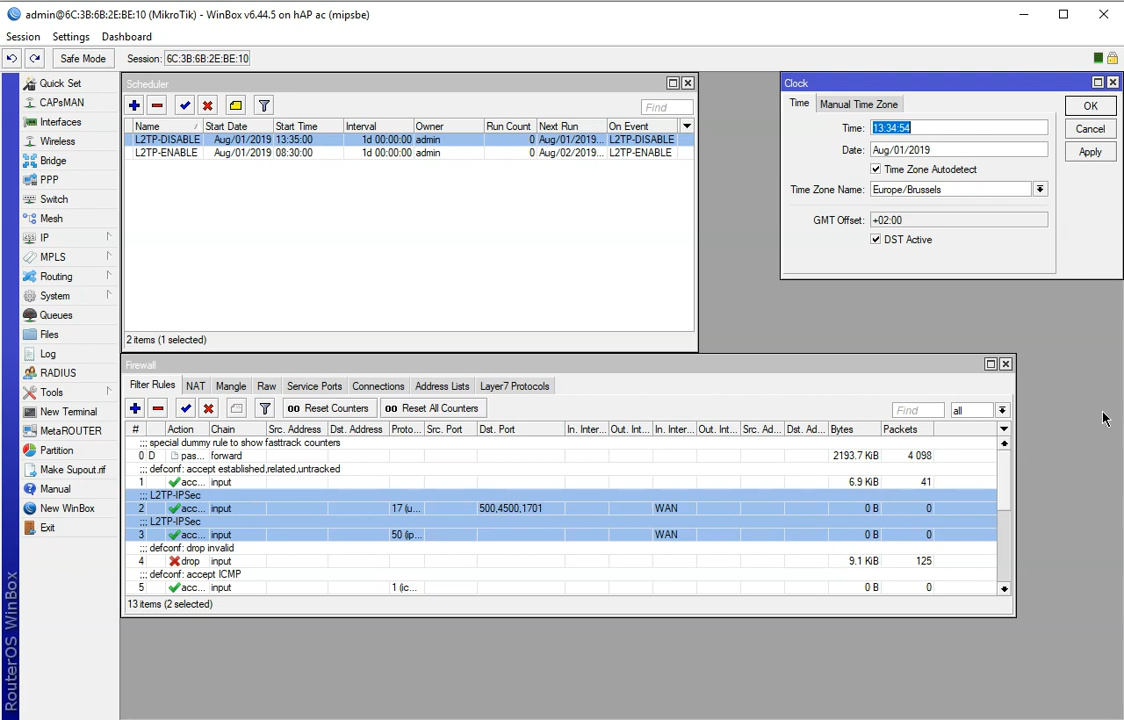 admin@6C:3B:6B:2E:BE:10 (MikroTik) - WinBox v6.44.5 on hAP ac (mipsbe)
Session Settings Dashboard
Safe Mode Session: 6C:3B:6B:2E:BE:10
Quick Set
CAPsMAN
Interfaces
Wireless
Bridge
PPP
Switch
Mesh
IP
MPLS
Routing
System
Queues
Files
Log
RADIUS
Tools
New Terminal
MetaROUTER
Partition
Make Supout.rif
Manual
New WinBox
Exit
RouterOS WinBox
Scheduler
Find
Name Start Date Start Time Interval Owner Run Count Next Run On Event
L2TP-DISABLE Aug/01/2019 13:35:00 1d 00:00:00 admin 0 Aug/01/2019... L2TP-DISABLE
L2TP-ENABLE Aug/01/2019 08:30:00 1d 00:00:00 admin 0 Aug/02/2019... L2TP-ENABLE
2 items (1 selected)
Clock
Time Manual Time Zone
Time: 13:34:54
Date: Aug/01/2019
Time Zone Autodetect
Time Zone Name: Europe/Brussels
GMT Offset: +02:00
DST Active
OK
Cancel
Apply
Firewall
Filter Rules NAT Mangle Raw Service Ports Connections Address Lists Layer7 Protocols
00 Reset Counters 00 Reset All Counters Find all
# Action Chain Src. Address Dst. Address Proto... Src. Port Dst. Port In. Inter... Out. Int... In. Inter... Out. Int... Src. Ad... Dst. Ad... Bytes Packets
;;; special dummy rule to show fasttrack counters
0 D pas... forward 2193.7 KiB 4 098
;;; defconf: accept established,related,untracked
1 acc... input 6.9 KiB 41
;;; L2TP-IPSec
2 acc... input 17 (u... 500,4500,1701 WAN 0 B 0
;;; L2TP-IPSec
3 acc... input 50 (ip... WAN 0 B 0
;;; defconf: drop invalid
4 drop input 9.1 KiB 125
;;; defconf: accept ICMP
5 acc... input 1 (ic... 0 B 0
13 items (2 selected)